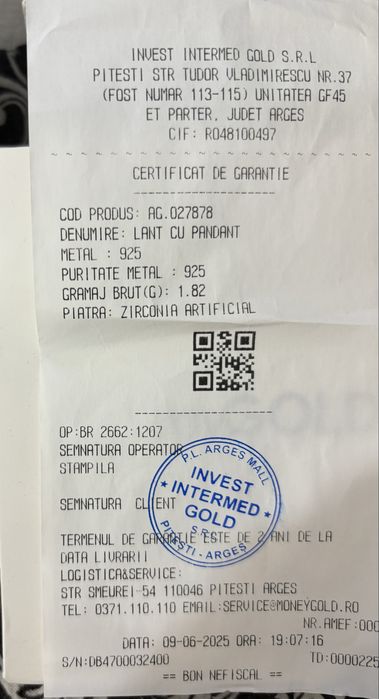 INVEST INTERMED GOLD S.R.L
PITESTI STR TUDOR VLADIMIRESCU NR.37
(FOST NUMAR 113-115) UNITATEA GF45
ET PARTER, JUDET ARGES
CIF: RO48100497
CERTIFICAT DE GARANTIE
COD PRODUS: AG.027878
DENUMIRE: LANT CU PANDANT
METAL : 925
PURITATE METAL : 925
GRAMAJ BRUT(G): 1.82
PIATRA: ZIRCONIA ARTIFICIAL
OP:BR 2662:1207
SEMNATURA OPERATOR
STAMPILA
P.L. ARGES MALL
INVEST
* INTERMED *
GOLD
S R L
PITESTI - ARGES
SEMNATURA CLIENT
TERMENUL DE GARANTIE ESTE DE 2 ANI DE LA
DATA LIVRARII
LOGISTICA&SERVICE:
STR SMEUREI 54 110046 PITESTI ARGES
TEL: 0371.110.110 EMAIL:SERVICE@MONEYGOLD.RO
NR.AMEF:000
DATA: 09-06-2025 ORA: 19:07:16
S/N:DB4700032400 TD:0000225
== BON NEFISCAL ==